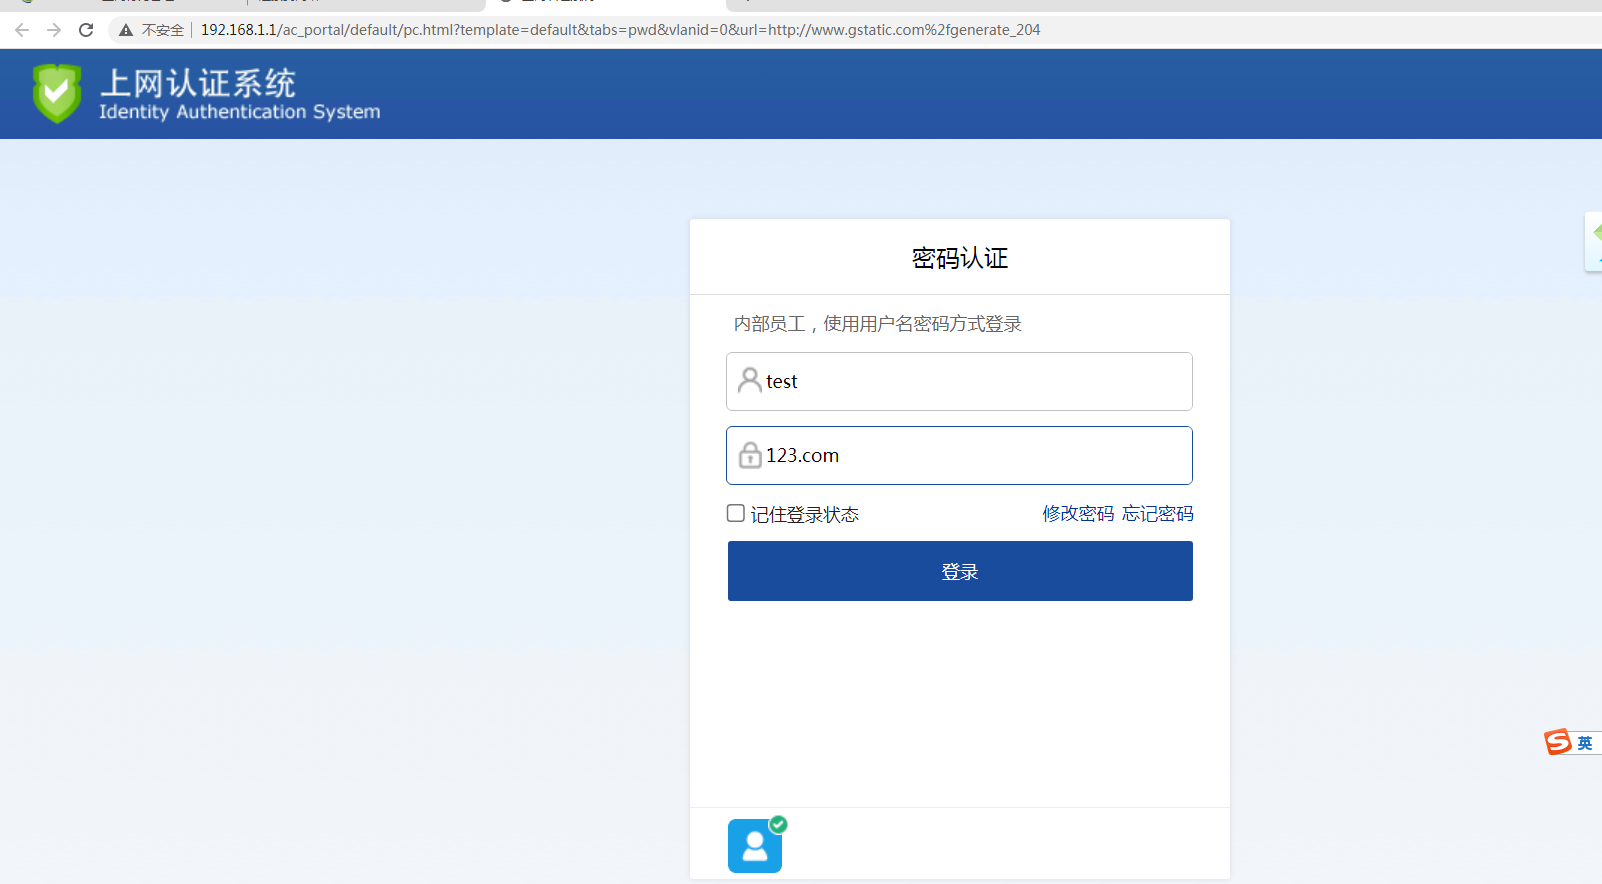 不安全 192.168.1.1/ac_portal/default/pc.html?template=default&tabs=pwd&vlanid=0&url=http://www.gstatic.com%2fgenerate_204
上网认证系统
Identity Authentication System
密码认证
内部员工，使用用户名密码方式登录
test
123.com
记住登录状态 修改密码 忘记密码
登录
英